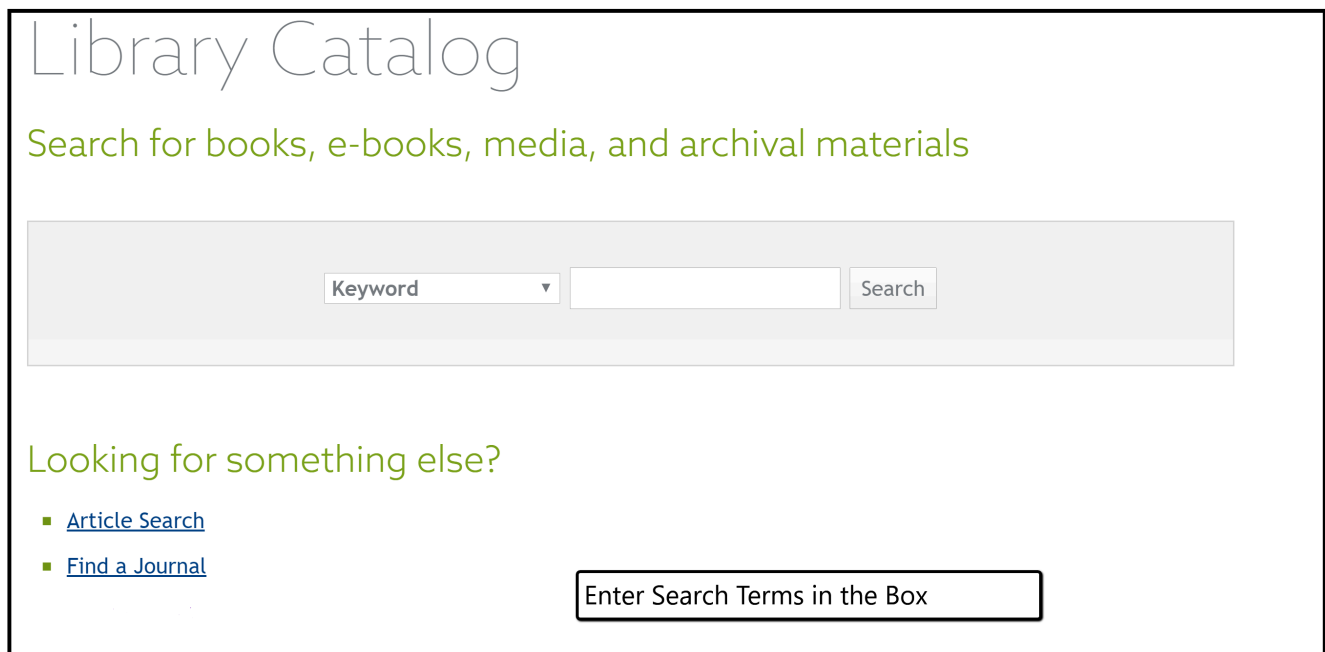 Library Catalog
Search for books, e-books, media, and archival materials
Keyword Search
Looking for something else?
Article Search
Find a Journal
Enter Search Terms in the Box